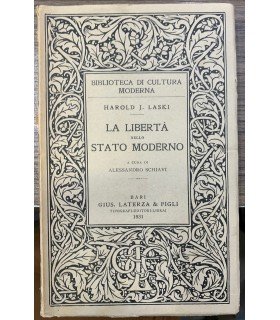 BIBLIOTECA DI CULTURA
MODERNA
HAROLD J. LASKI
LA LIBERTÀ
NELLO
STATO MODERNO
A CURA DI
ALESSANDRO SCHIAVI
BARI
GIUS. LATERZA & FIGLI
TIPOGRAFI-EDITORI-LIBRAI
1931